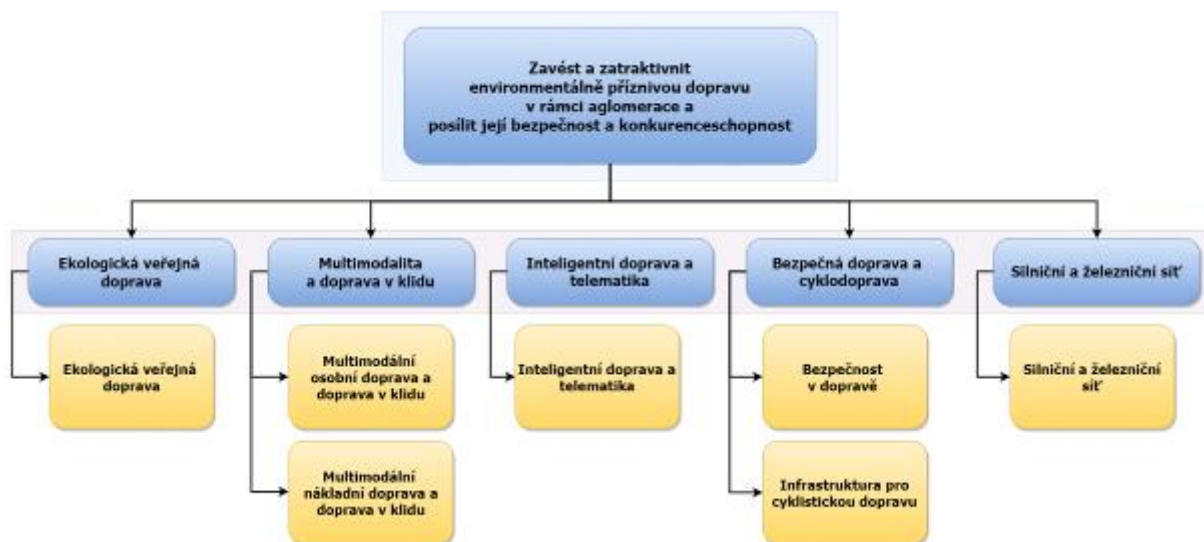 Zavést a zatraktivnit
environmentálně příznivou dopravu
v rámci aglomerace a
posílit její bezpečnost a konkurenceschopnost
Ekologická veřejná
doprava
Multimodalita
a doprava v klidu
Inteligentní doprava a
telematika
Bezpečná doprava a
cyklodoprava
Silniční a železniční síť
Ekologická veřejná
doprava
Multimodální
osobní doprava a
doprava v klidu
Inteligentní doprava a
telematika
Bezpečnost
v dopravě
Silniční a železniční
síť
Multimodální
nákladní doprava a
doprava v klidu
Infrastruktura pro
cyklistickou dopravu